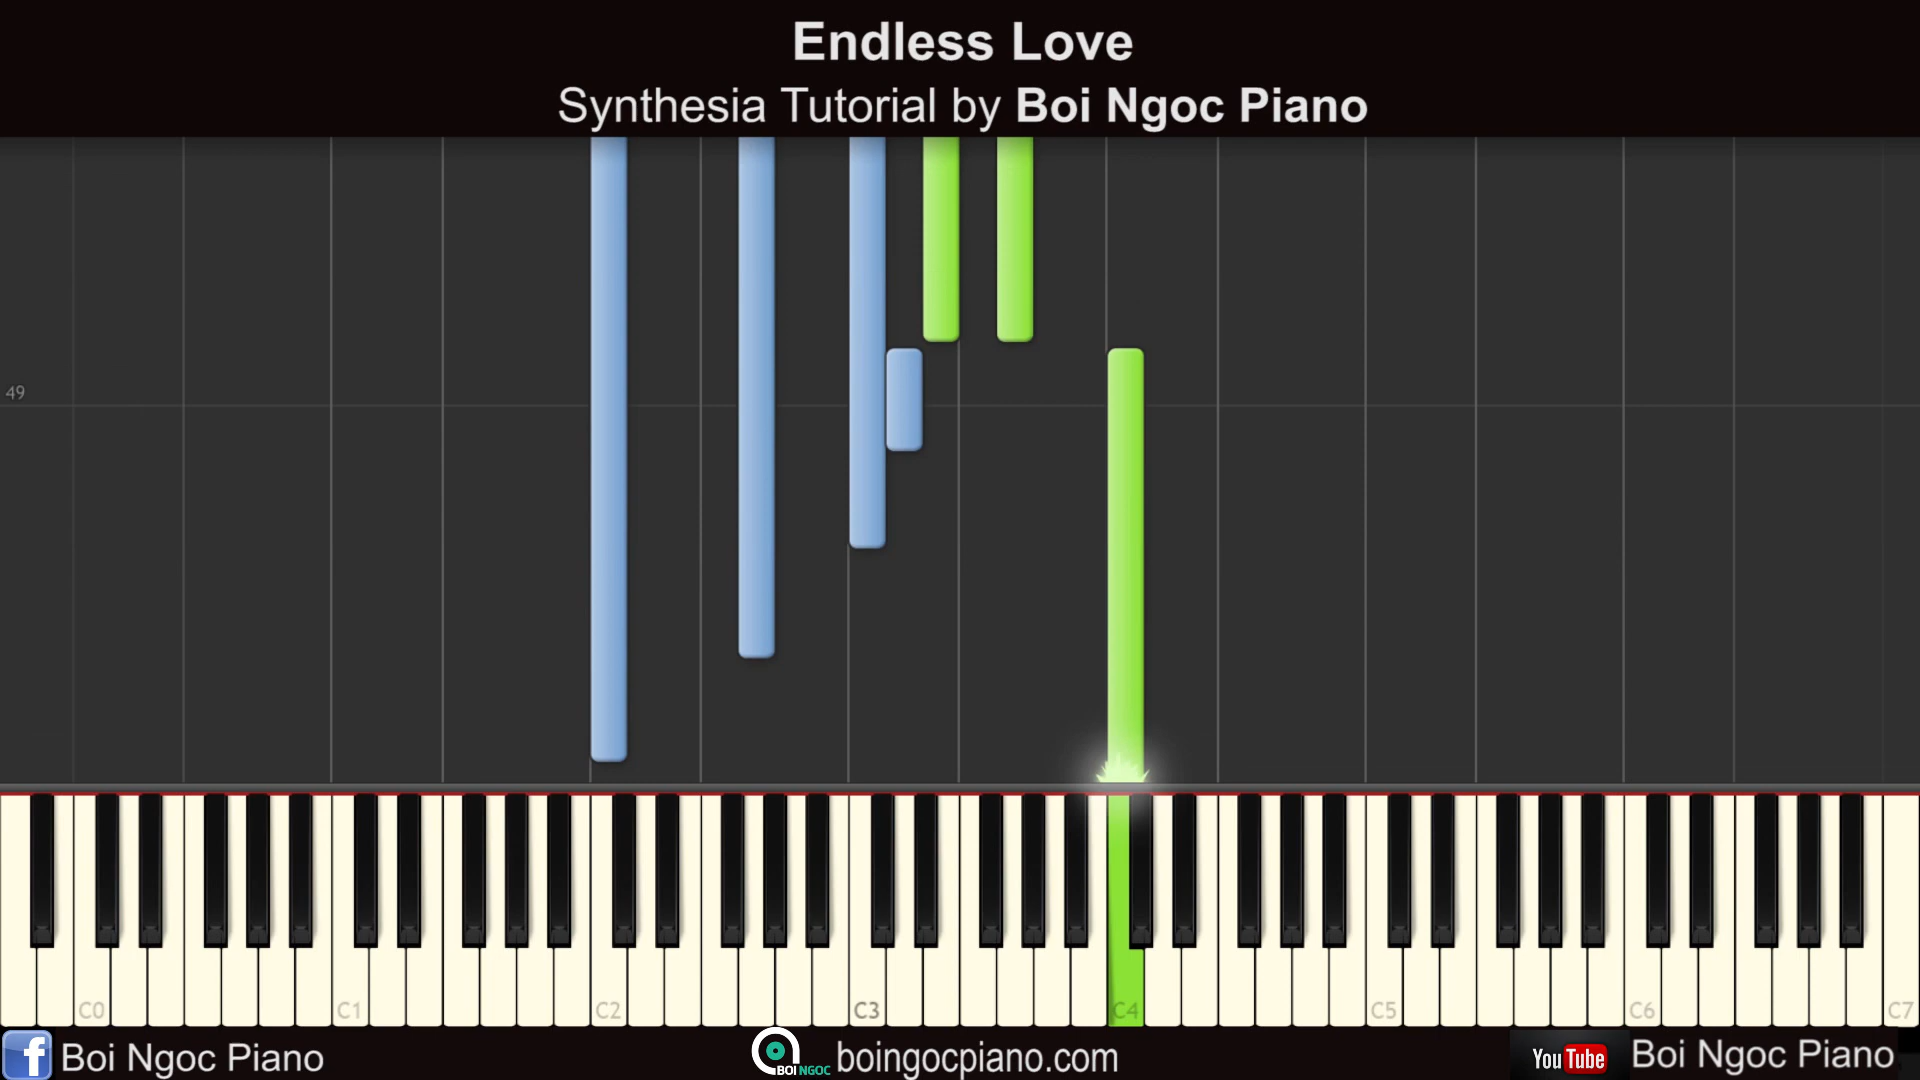 Endless Love
Synthesia Tutorial by Boi Ngoc Piano
49
C0 C1 C2 C3 C4 C5 C6 C7
f Boi Ngoc Piano
BOI NGOC boingocpiano.com
YouTube Boi Ngoc Piano